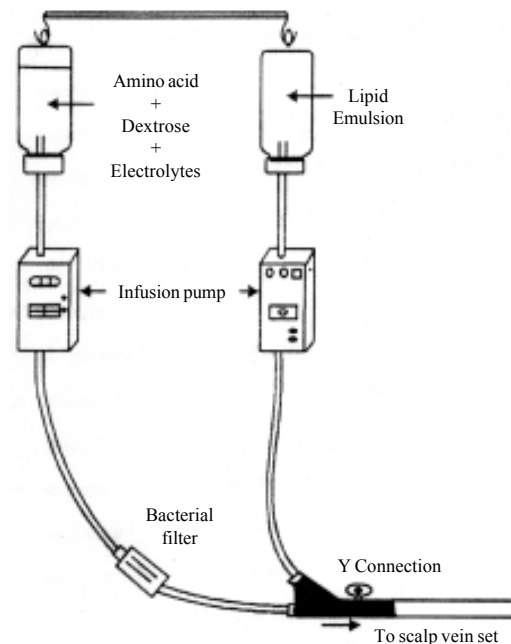 Amino acid
+
Dextrose
+
Electrolytes
Lipid
Emulsion
Infusion pump
Bacterial
filter
Y Connection
To scalp vein set